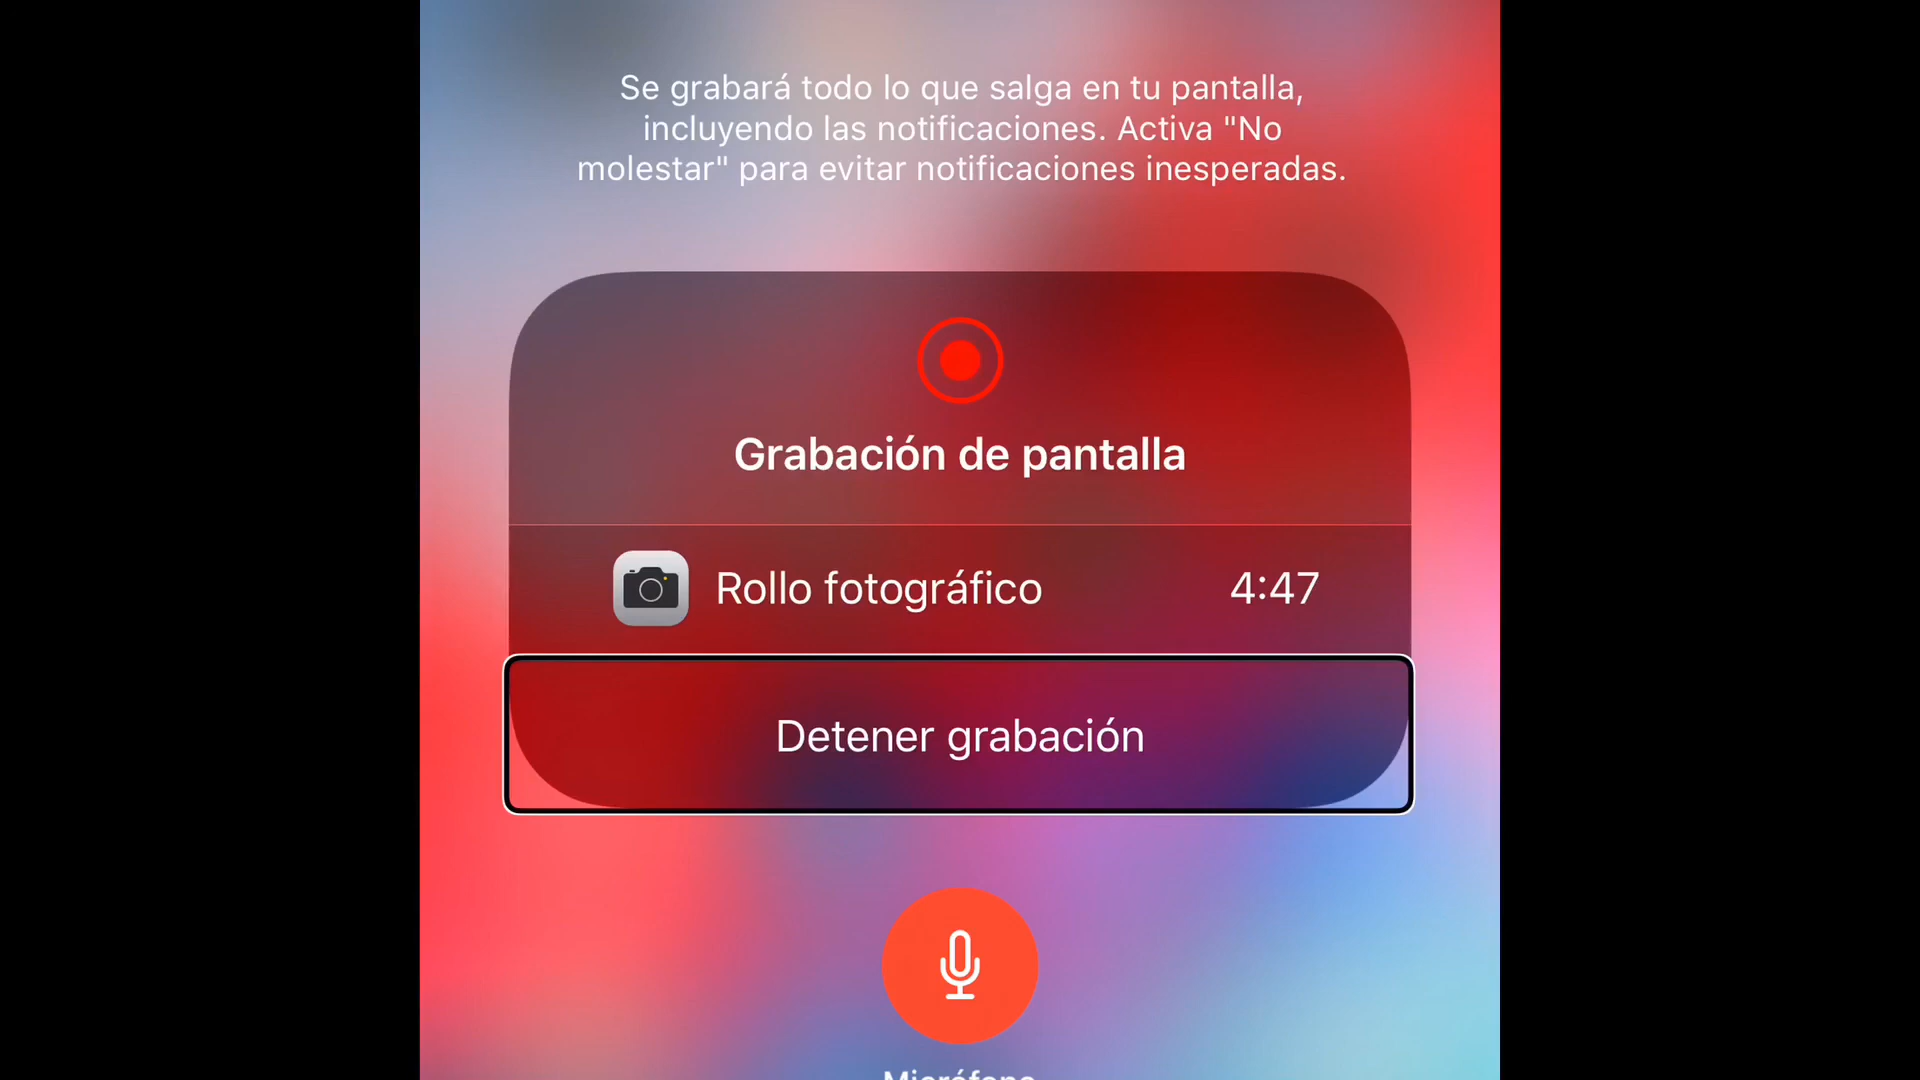 Se grabará todo lo que salga en tu pantalla,
incluyendo las notificaciones. Activa "No
molestar" para evitar notificaciones inesperadas.
Grabación de pantalla
Rollo fotográfico 4:47
Detener grabación
Micrófono